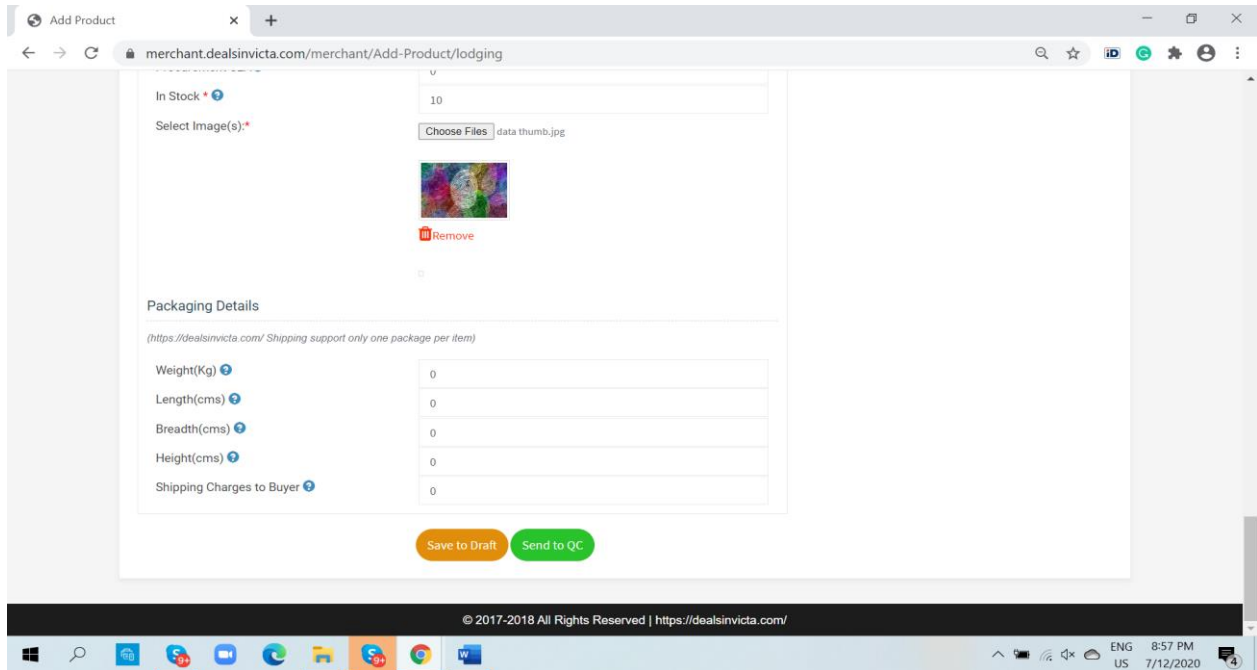 Add Product
merchant.dealsinvicta.com/merchant/Add-Product/lodging
0
In Stock * 10
Select Image(s):* Choose Files data thumb.jpg
Remove
Packaging Details
(https://dealsinvicta.com/ Shipping support only one package per item)
Weight(Kg) 0
Length(cms) 0
Breadth(cms) 0
Height(cms) 0
Shipping Charges to Buyer 0
Save to Draft Send to QC
© 2017-2018 All Rights Reserved | https://dealsinvicta.com/
ENG 8:57 PM
US 7/12/2020